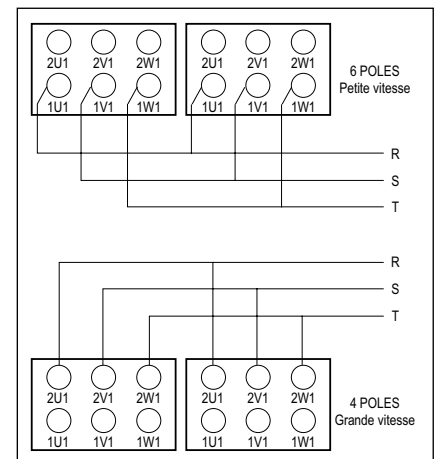 2U1 2V1 2W1 2U1 2V1 2W1
1U1 1V1 1W1 1U1 1V1 1W1
6 POLES
Petite vitesse
R
S
T
R
S
T
2U1 2V1 2W1 2U1 2V1 2W1
1U1 1V1 1W1 1U1 1V1 1W1
4 POLES
Grande vitesse